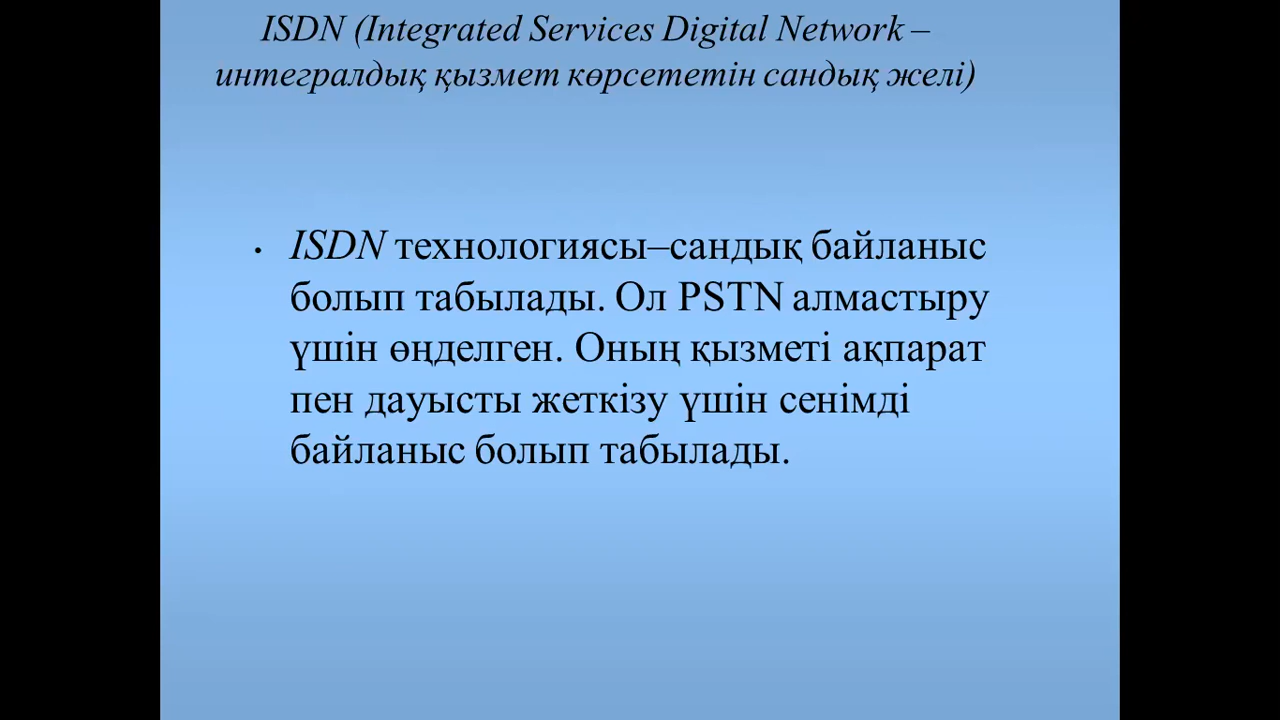 ISDN (Integrated Services Digital Network –
интегралдық қызмет көрсететін сандық желі)
• ISDN технологиясы–сандық байланыс
болып табылады. Ол PSTN алмастыру
үшін өңделген. Оның қызметі ақпарат
пен дауысты жеткізу үшін сенімді
байланыс болып табылады.